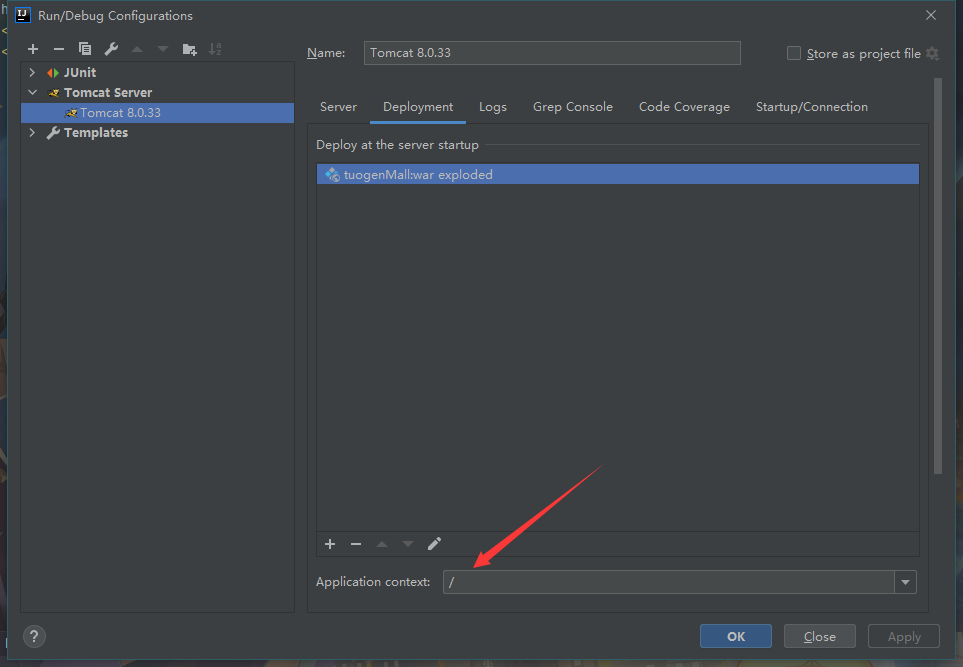 Run/Debug Configurations
Name: Tomcat 8.0.33 Store as project file
JUnit
Tomcat Server
Tomcat 8.0.33
Templates
Server Deployment Logs Grep Console Code Coverage Startup/Connection
Deploy at the server startup
tuogenMall:war exploded
Application context: /
? OK Close Apply